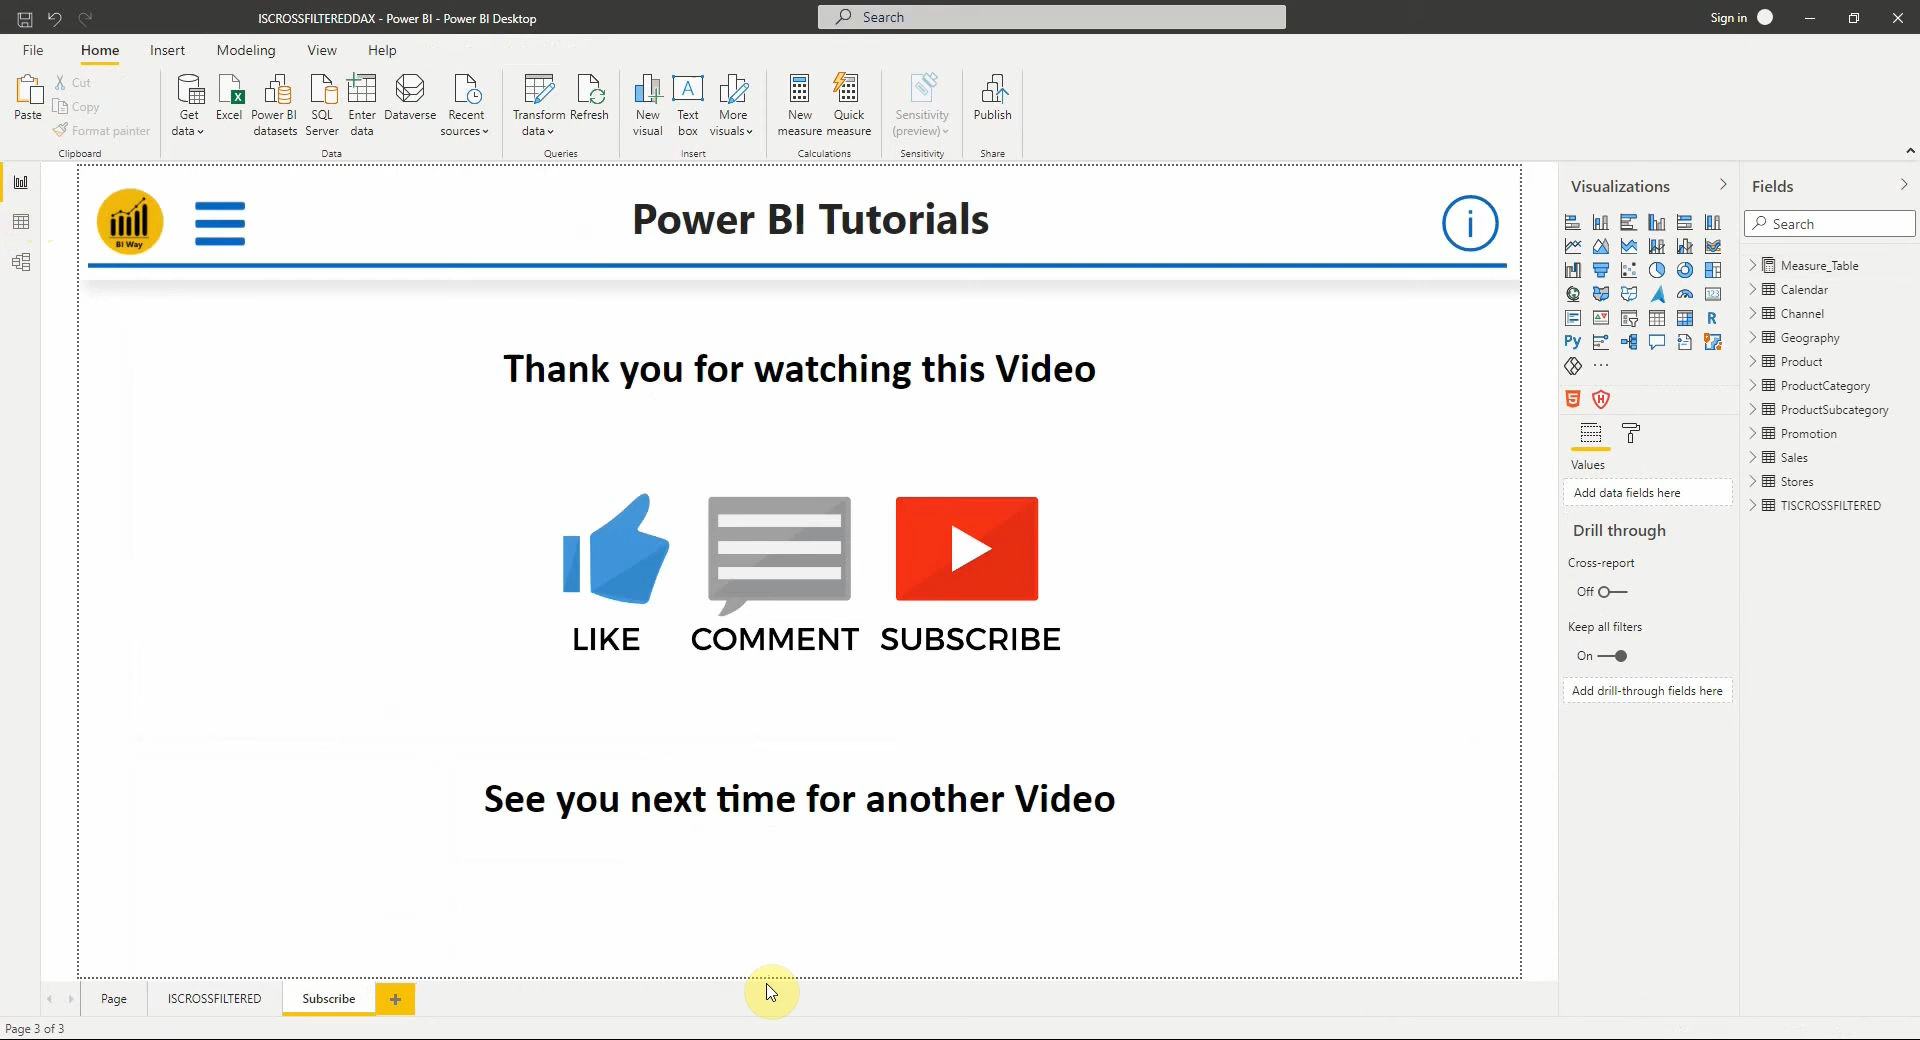 ISCROSSFILTEREDDAX - Power BI - Power BI Desktop
Search
Sign in
File
Home
Insert
Modeling
View
Help
Paste
Cut
Copy
Format painter
Clipboard
Get data
Excel
Power BI datasets
SQL Server
Enter data
Dataverse
Recent sources
Data
Transform data
Refresh
Queries
New visual
A
Text box
More visuals
Insert
New measure
Quick measure
Calculations
Sensitivity (preview)
Sensitivity
Publish
Share
BI Way
Power BI Tutorials
i
Thank you for watching this Video
LIKE
COMMENT
SUBSCRIBE
See you next time for another Video
Visualizations
123
R
Py
5
H
Values
Add data fields here
Drill through
Cross-report
Off
Keep all filters
On
Add drill-through fields here
Fields
Search
Measure_Table
Calendar
Channel
Geography
Product
ProductCategory
ProductSubcategory
Promotion
Sales
Stores
TISCROSSFILTERED
Page
ISCROSSFILTERED
Subscribe
+
Page 3 of 3